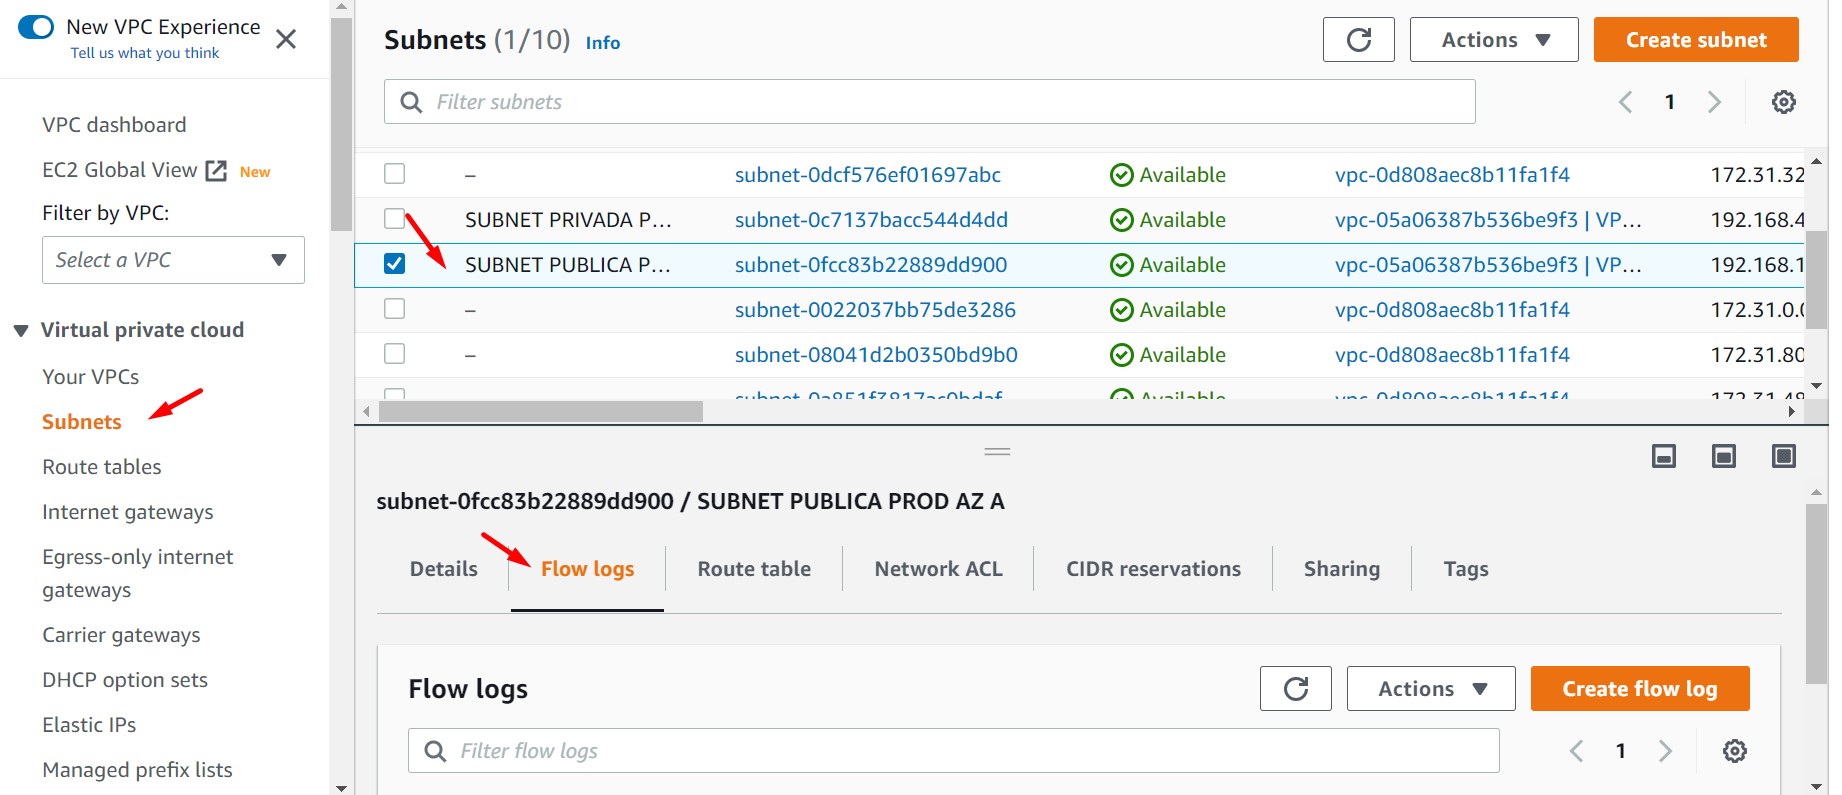 New VPC Experience
Tell us what you think
VPC dashboard
EC2 Global View New
Filter by VPC:
Select a VPC
Virtual private cloud
Your VPCs
Subnets
Route tables
Internet gateways
Egress-only internet
gateways
Carrier gateways
DHCP option sets
Elastic IPs
Managed prefix lists
Subnets (1/10) Info
Actions
Create subnet
Filter subnets
1
– subnet-0dcf576ef01697abc Available vpc-0d808aec8b11fa1f4 172.31.32
SUBNET PRIVADA P... subnet-0c7137bacc544d4dd Available vpc-05a06387b536be9f3 | VP... 192.168.4
SUBNET PUBLICA P... subnet-0fcc83b22889dd900 Available vpc-05a06387b536be9f3 | VP... 192.168.1
– subnet-0022037bb75de3286 Available vpc-0d808aec8b11fa1f4 172.31.0.0
– subnet-08041d2b0350bd9b0 Available vpc-0d808aec8b11fa1f4 172.31.80
Available vpc-0d808aec8b11fa1f4
subnet-0fcc83b22889dd900 / SUBNET PUBLICA PROD AZ A
Details Flow logs Route table Network ACL CIDR reservations Sharing Tags
Flow logs
Actions
Create flow log
Filter flow logs
1